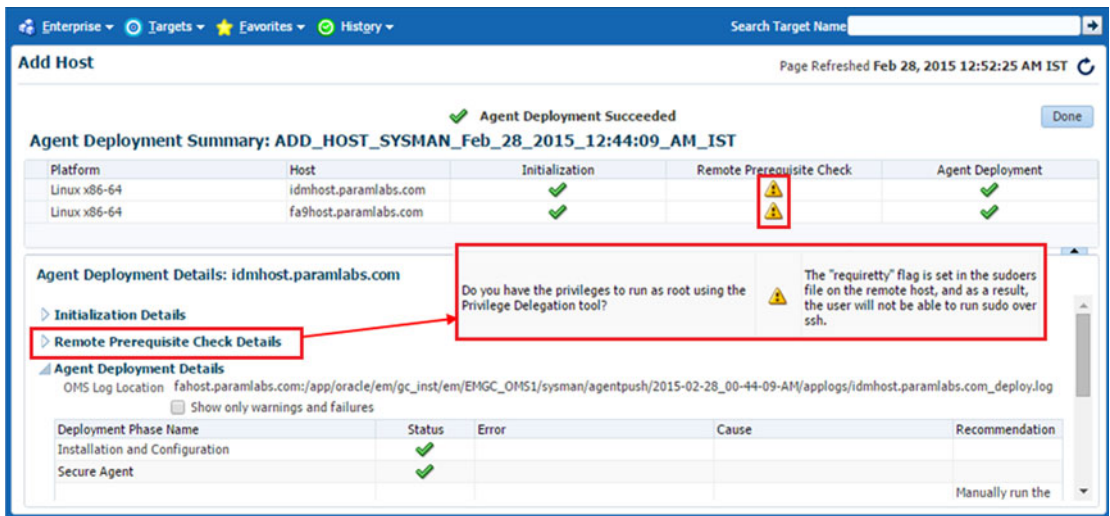 Enterprise Targets Favorites History Search Target Name
Add Host Page Refreshed Feb 28, 2015 12:52:25 AM IST
Agent Deployment Succeeded Done
Agent Deployment Summary: ADD_HOST_SYSMAN_Feb_28_2015_12:44:09_AM_IST
Platform Host Initialization Remote Prerequisite Check Agent Deployment
Linux x86-64 idmhost.paramlabs.com
Linux x86-64 fa9host.paramlabs.com
Agent Deployment Details: idmhost.paramlabs.com
Do you have the privileges to run as root using the
Privilege Delegation tool?
The "requiretty" flag is set in the sudoers
file on the remote host, and as a result,
the user will not be able to run sudo over
ssh.
Initialization Details
Remote Prerequisite Check Details
Agent Deployment Details
OMS Log Location fahost.paramlabs.com:/app/oracle/em/gc_inst/em/EMGC_OMS1/sysman/agentpush/2015-02-28_00-44-09-AM/applogs/idmhost.paramlabs.com_deploy.log
Show only warnings and failures
Deployment Phase Name Status Error Cause Recommendation
Installation and Configuration
Secure Agent
Manually run the